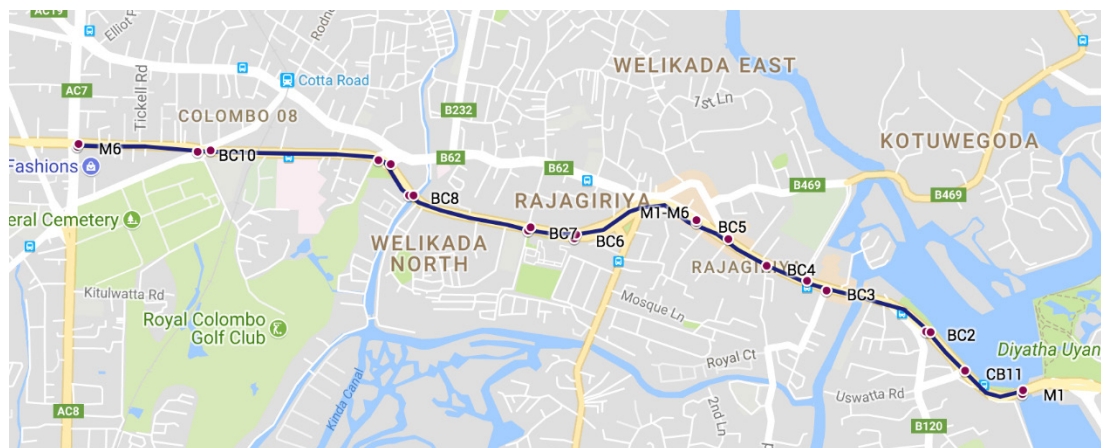 AC19
Elliot
Rodn
Cotta Road
WELIKADA EAST
AC7
Tickell Rd
COLOMBO 08
B232
1st Ln
KOTUWEGODA
M6
BC10
B62
B62
B469
B469
Fashions
BC8
RAJAGIRIYA
M1-M6
BC5
eral Cemetery
WELIKADA
NORTH
BC7
BC6
RAJAGIRIYA
BC4
Kitulwatta Rd
Mosque Ln
BC3
Royal Colombo
Golf Club
BC2
Diyatha Uyan
Royal Ct
CB11
Kinda Canal
Uswatta Rd
M1
AC8
2nd Ln
B120